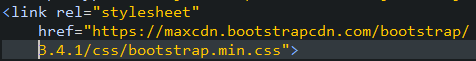 <link rel="stylesheet"
href="https://maxcdn.bootstrapcdn.com/bootstrap/
3.4.1/css/bootstrap.min.css">